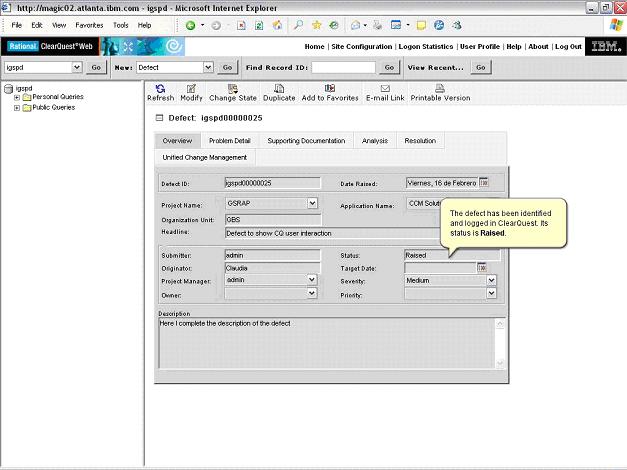 http://magic02.atlanta.ibm.com - igspd - Microsoft Internet Explorer
File Edit View Favorites Tools Help
Rational. ClearQuest Web
Home | Site Configuration | Logon Statistics | User Profile | Help | About | Log Out
IBM
igspd Go New: Defect Go Find Record ID: Go View Recent... Go
igspd
Personal Queries
Public Queries
Refresh Modify Change State Duplicate Add to Favorites E-mail Link Printable Version
Defect: igspd00000025
Overview Problem Detail Supporting Documentation Analysis Resolution
Unified Change Management
Defect ID: igspd00000025 Date Raised: Viernes, 16 de Febrero
Project Name: GSRAP Application Name: CCM Solut
Organization Unit: GBS
Headline: Defect to show CQ user interaction
The defect has been identified
and logged in ClearQuest. Its
status is Raised.
Submitter: admin Status: Raised
Originator: Claudia Target Date:
Project Manager: admin Severity: Medium
Owner: Priority:
Description
Here I complete the description of the defect